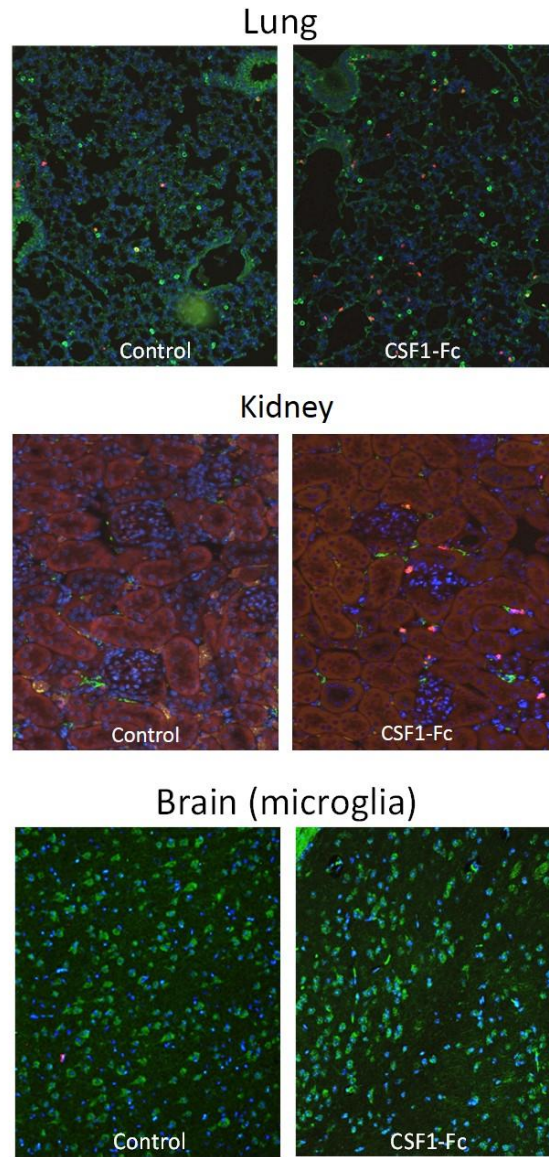 Lung
Control
CSF1-Fc
Kidney
Control
CSF1-Fc
Brain (microglia)
Control
CSF1-Fc